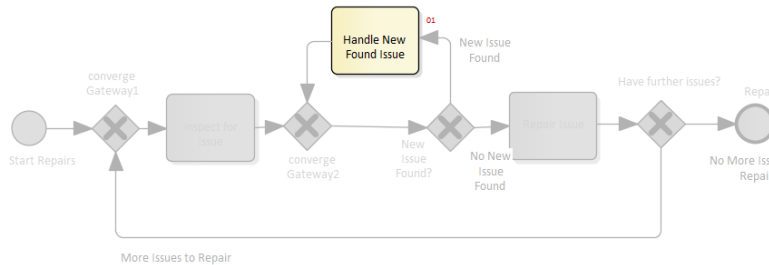 01
Handle New
Found Issue
New Issue
Found
converge
Gateway1
Have further issues?
Repai
Inspect for
Issue
Repair Issue
Start Repairs
converge
Gateway2
New
Issue
Found?
No New
Issue
Found
No More Iss
Repai
More Issues to Repair